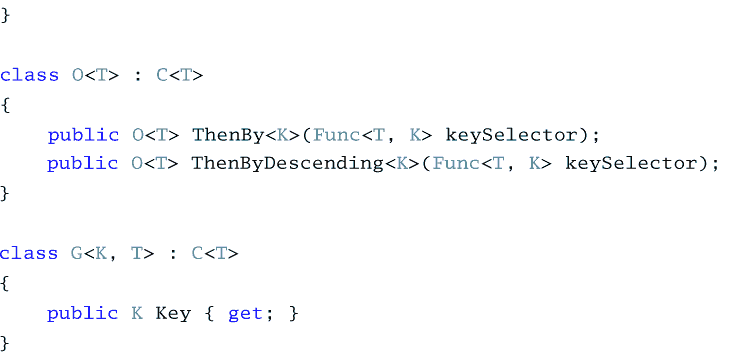 }
class O<T> : C<T>
{
    public O<T> ThenBy<K>(Func<T, K> keySelector);
    public O<T> ThenByDescending<K>(Func<T, K> keySelector);
}
class G<K, T> : C<T>
{
    public K Key { get; }
}